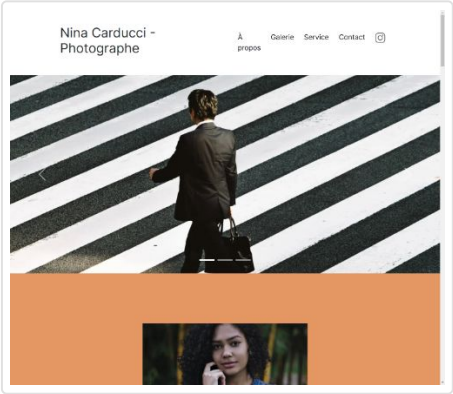 Nina Carducci -
Photographe
À
propos
Galerie
Service
Contact